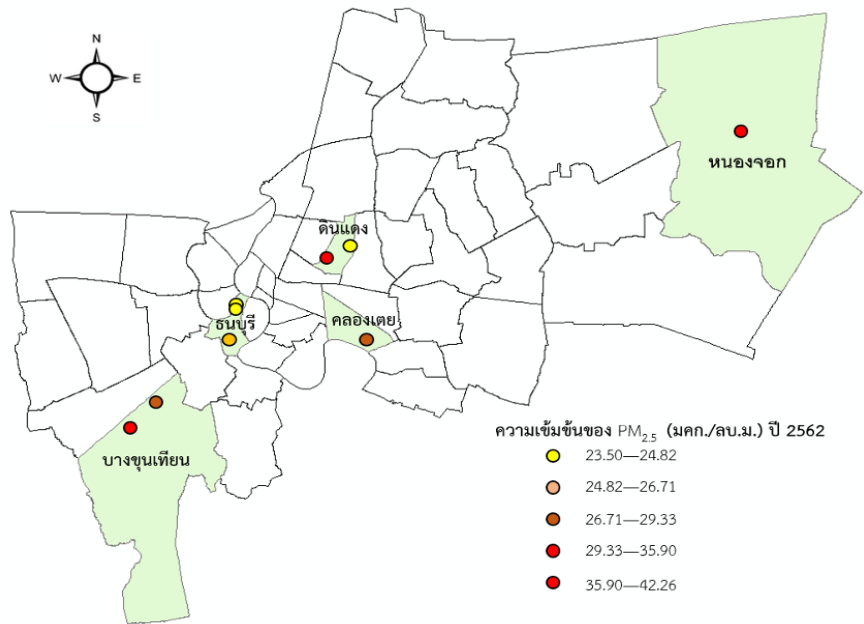 N
W E
S
หนองจอก
ดินแดง
ธนบุรี
คลองเตย
บางขุนเทียน
ความเข้มข้นของ PM2.5 (มคก./ลบ.ม.) ปี 2562
23.50—24.82
24.82—26.71
26.71—29.33
29.33—35.90
35.90—42.26